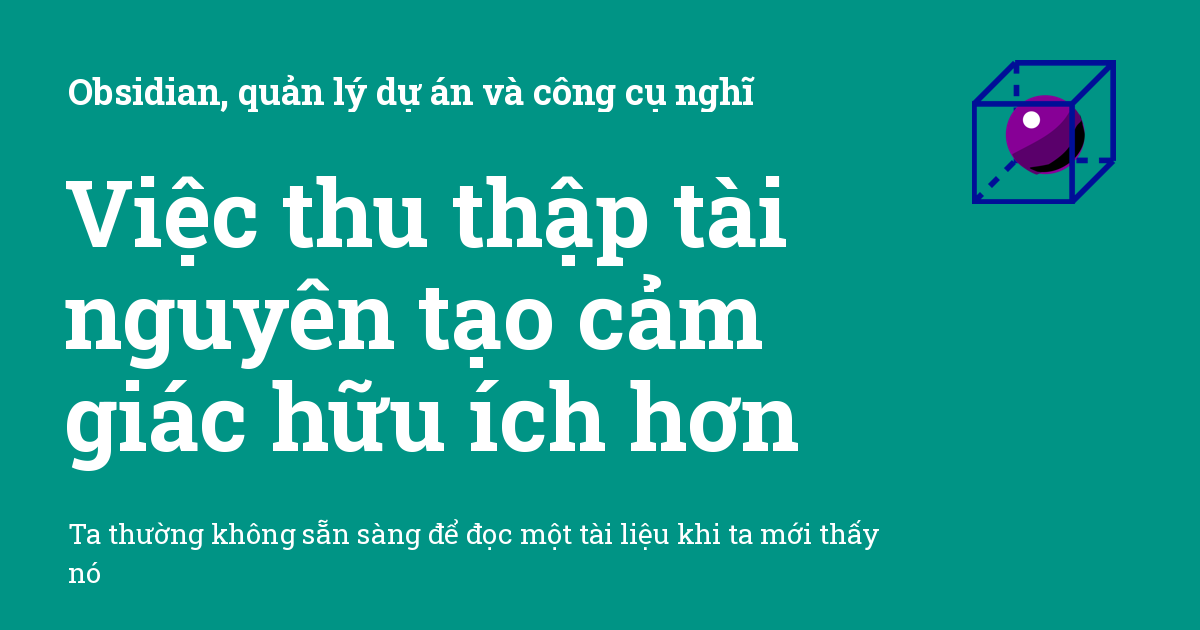 Obsidian, quản lý dự án và công cụ nghĩ
Việc thu thập tài
nguyên tạo cảm
giác hữu ích hơn
Ta thường không sẵn sàng để đọc một tài liệu khi ta mới thấy
nó